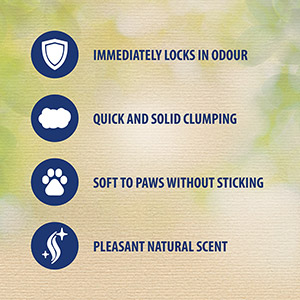 IMMEDIATELY LOCKS IN ODOUR
QUICK AND SOLID CLUMPING
SOFT TO PAWS WITHOUT STICKING
PLEASANT NATURAL SCENT